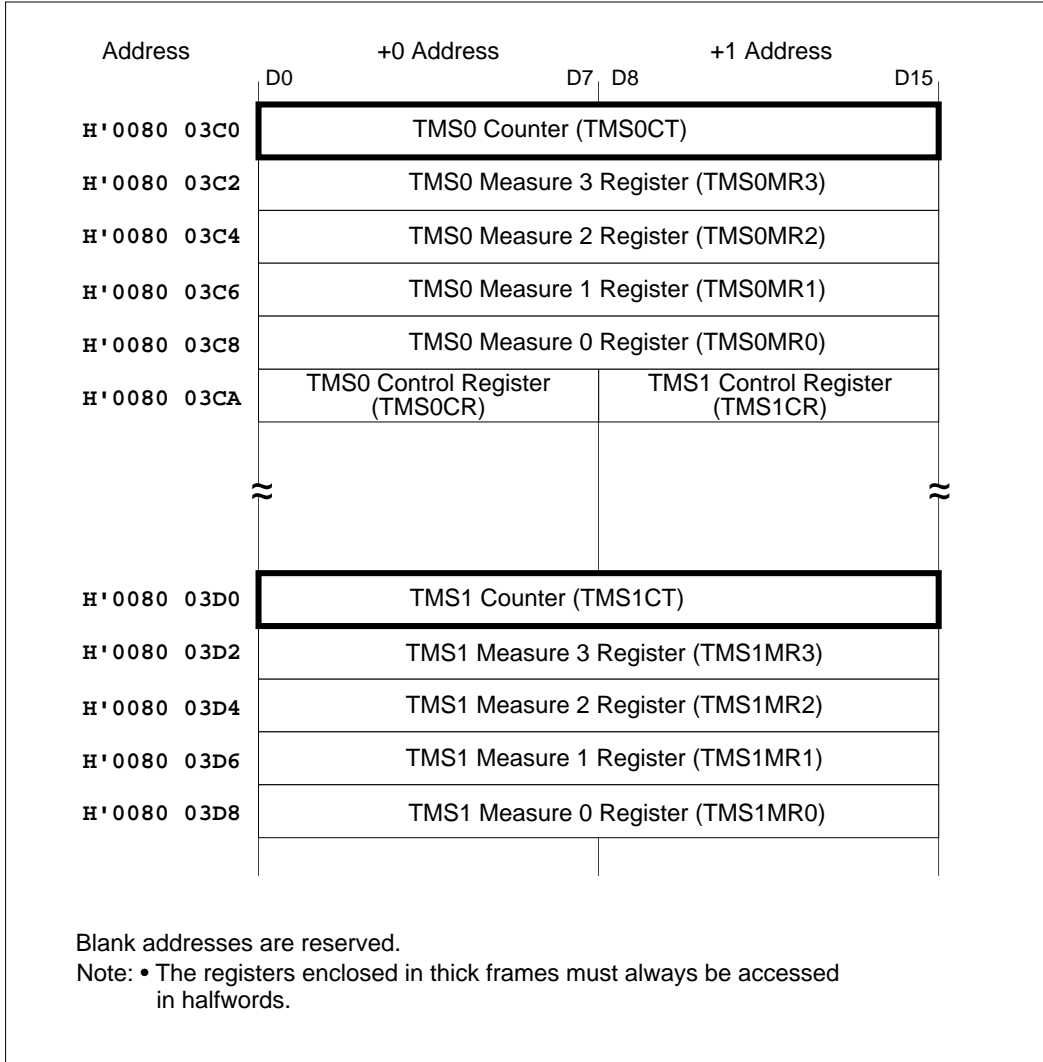 Address +0 Address +1 Address
D0 D7 D8 D15
H'0080 03C0 TMS0 Counter (TMS0CT)
H'0080 03C2 TMS0 Measure 3 Register (TMS0MR3)
H'0080 03C4 TMS0 Measure 2 Register (TMS0MR2)
H'0080 03C6 TMS0 Measure 1 Register (TMS0MR1)
H'0080 03C8 TMS0 Measure 0 Register (TMS0MR0)
H'0080 03CA TMS0 Control Register (TMS0CR) TMS1 Control Register (TMS1CR)
≈ ≈
H'0080 03D0 TMS1 Counter (TMS1CT)
H'0080 03D2 TMS1 Measure 3 Register (TMS1MR3)
H'0080 03D4 TMS1 Measure 2 Register (TMS1MR2)
H'0080 03D6 TMS1 Measure 1 Register (TMS1MR1)
H'0080 03D8 TMS1 Measure 0 Register (TMS1MR0)
Blank addresses are reserved.
Note: • The registers enclosed in thick frames must always be accessed
in halfwords.